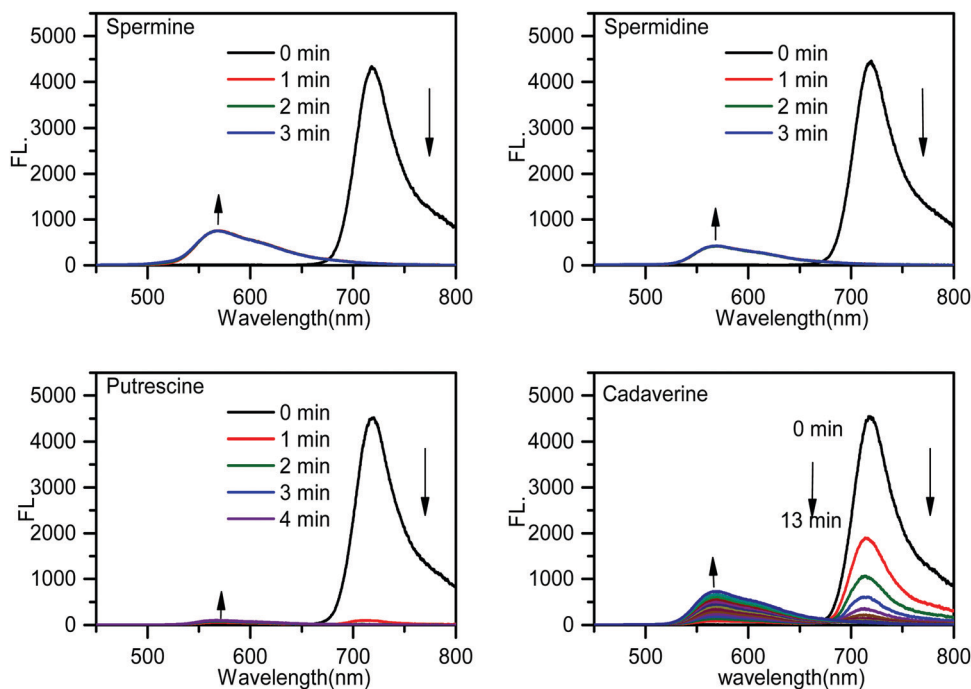 Spermine
5000
4000
3000
2000
1000
0
FL.
0 min
1 min
2 min
3 min
500 600 700 800
Wavelength(nm)
Spermidine
5000
4000
3000
2000
1000
0
FL.
0 min
1 min
2 min
3 min
500 600 700 800
Wavelength(nm)
Putrescine
5000
4000
3000
2000
1000
0
FL.
0 min
1 min
2 min
3 min
4 min
500 600 700 800
Wavelength(nm)
Cadaverine
5000
4000
3000
2000
1000
0
FL.
0 min
13 min
500 600 700 800
wavelength(nm)